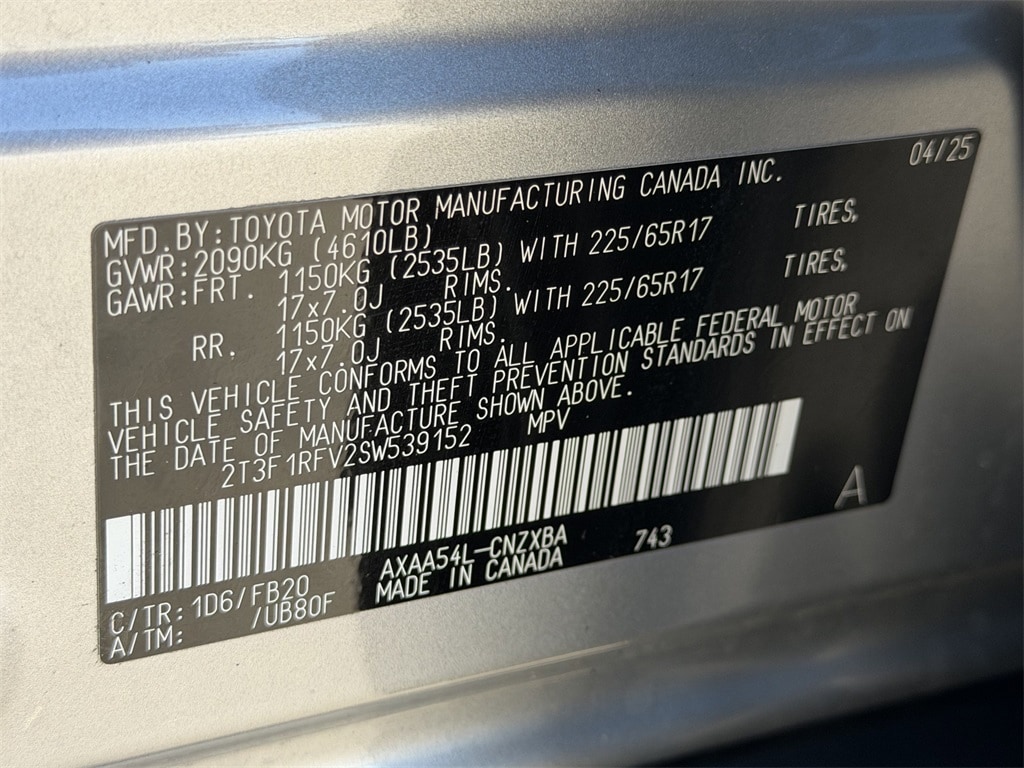 04/25
MFD.BY:TOYOTA MOTOR MANUFACTURING CANADA INC.
GVWR:2090KG (4610LB)
GAWR:FRT. 1150KG (2535LB) WITH 225/65R17 TIRES,
17x7.0J RIMS.
RR. 1150KG (2535LB) WITH 225/65R17 TIRES,
17x7.0J RIMS.
THIS VEHICLE CONFORMS TO ALL APPLICABLE FEDERAL MOTOR
VEHICLE SAFETY AND THEFT PREVENTION STANDARDS IN EFFECT ON
THE DATE OF MANUFACTURE SHOWN ABOVE.
2T3F1RFV2SW539152 MPV
A
AXAA54L-CNZXBA 743
C/TR:1D6/FB20 MADE IN CANADA
A/TM: /UB80F